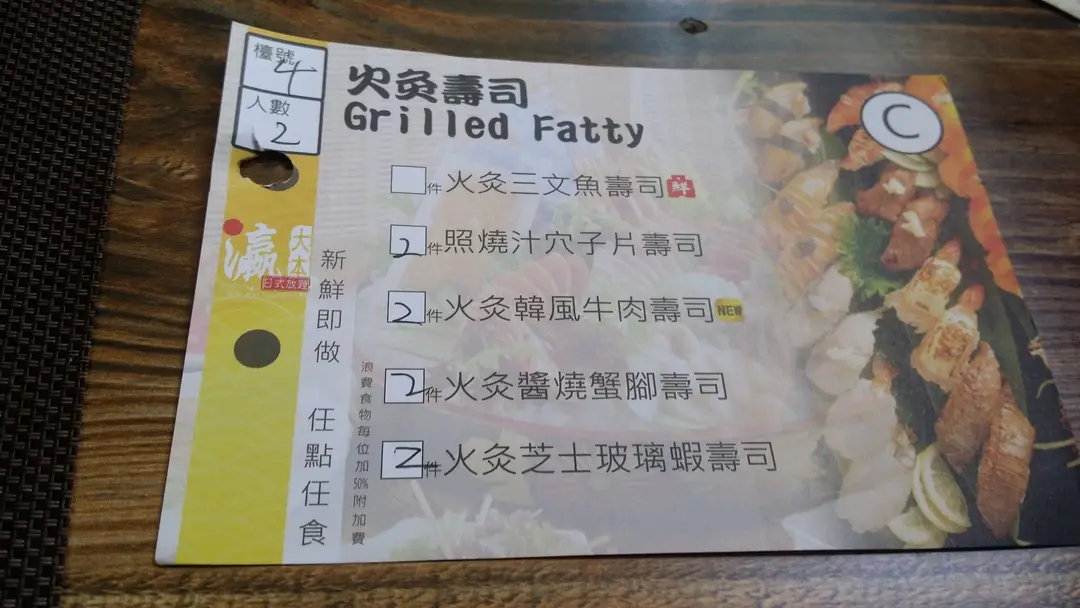 檯號
4
人數
2
火灸壽司
Grilled Fatty
C
件 火灸三文魚壽司 鮮
2 件 照燒汁穴子片壽司
2 件 火灸韓風牛肉壽司 NEW
2 件 火灸醬燒蟹腳壽司
2 件 火灸芝士玻璃蝦壽司
瀛
大本
日式放題
新鮮即做 任點任食
浪費食物每位加50%附加費